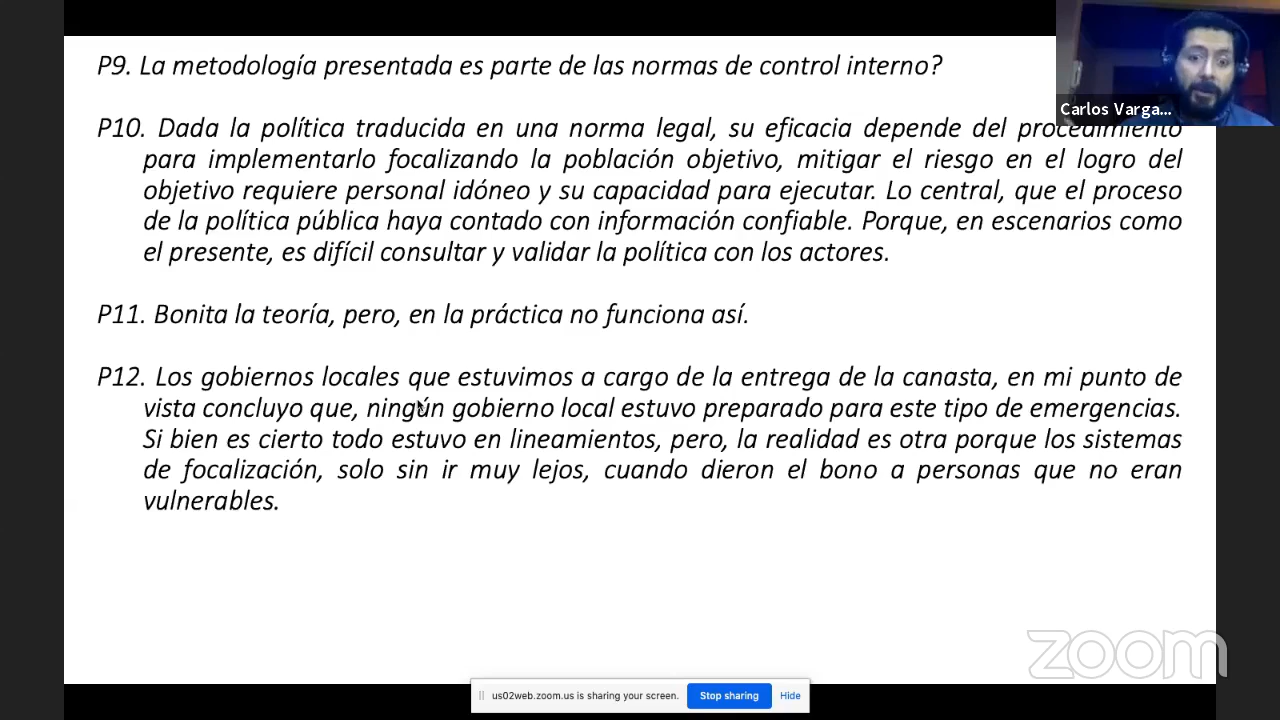 P9. La metodología presentada es parte de las normas de control interno?
Carlos Varga...
P10. Dada la política traducida en una norma legal, su eficacia depende del procedimiento
para implementarlo focalizando la población objetivo, mitigar el riesgo en el logro del
objetivo requiere personal idóneo y su capacidad para ejecutar. Lo central, que el proceso
de la política pública haya contado con información confiable. Porque, en escenarios como
el presente, es difícil consultar y validar la política con los actores.
P11. Bonita la teoría, pero, en la práctica no funciona así.
P12. Los gobiernos locales que estuvimos a cargo de la entrega de la canasta, en mi punto de
vista concluyo que, ningún gobierno local estuvo preparado para este tipo de emergencias.
Si bien es cierto todo estuvo en lineamientos, pero, la realidad es otra porque los sistemas
de focalización, solo sin ir muy lejos, cuando dieron el bono a personas que no eran
vulnerables.
zoom
us02web.zoom.us is sharing your screen. Stop sharing Hide